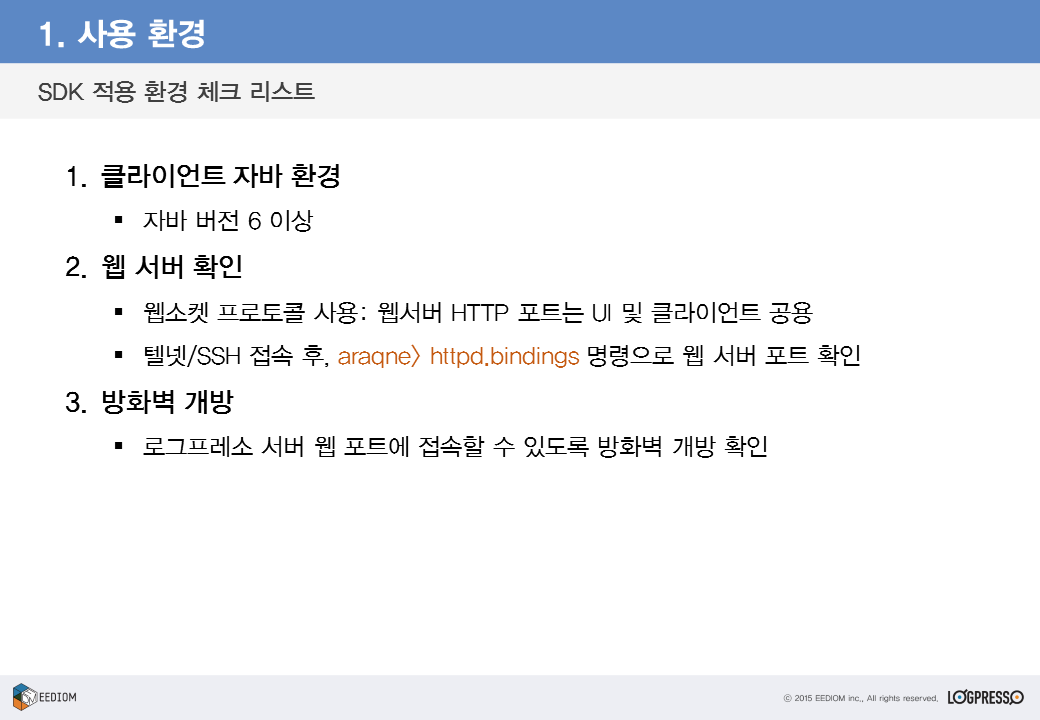 1. 사용 환경
SDK 적용 환경 체크 리스트
1. 클라이언트 자바 환경
▪ 자바 버전 6 이상
2. 웹 서버 확인
▪ 웹소켓 프로토콜 사용: 웹서버 HTTP 포트는 UI 및 클라이언트 공용
▪ 텔넷/SSH 접속 후, araqne> httpd.bindings 명령으로 웹 서버 포트 확인
3. 방화벽 개방
▪ 로그프레소 서버 웹 포트에 접속할 수 있도록 방화벽 개방 확인
EEDIOM
ⓒ 2015 EEDIOM inc., All rights reserved.
LOGPRESSO